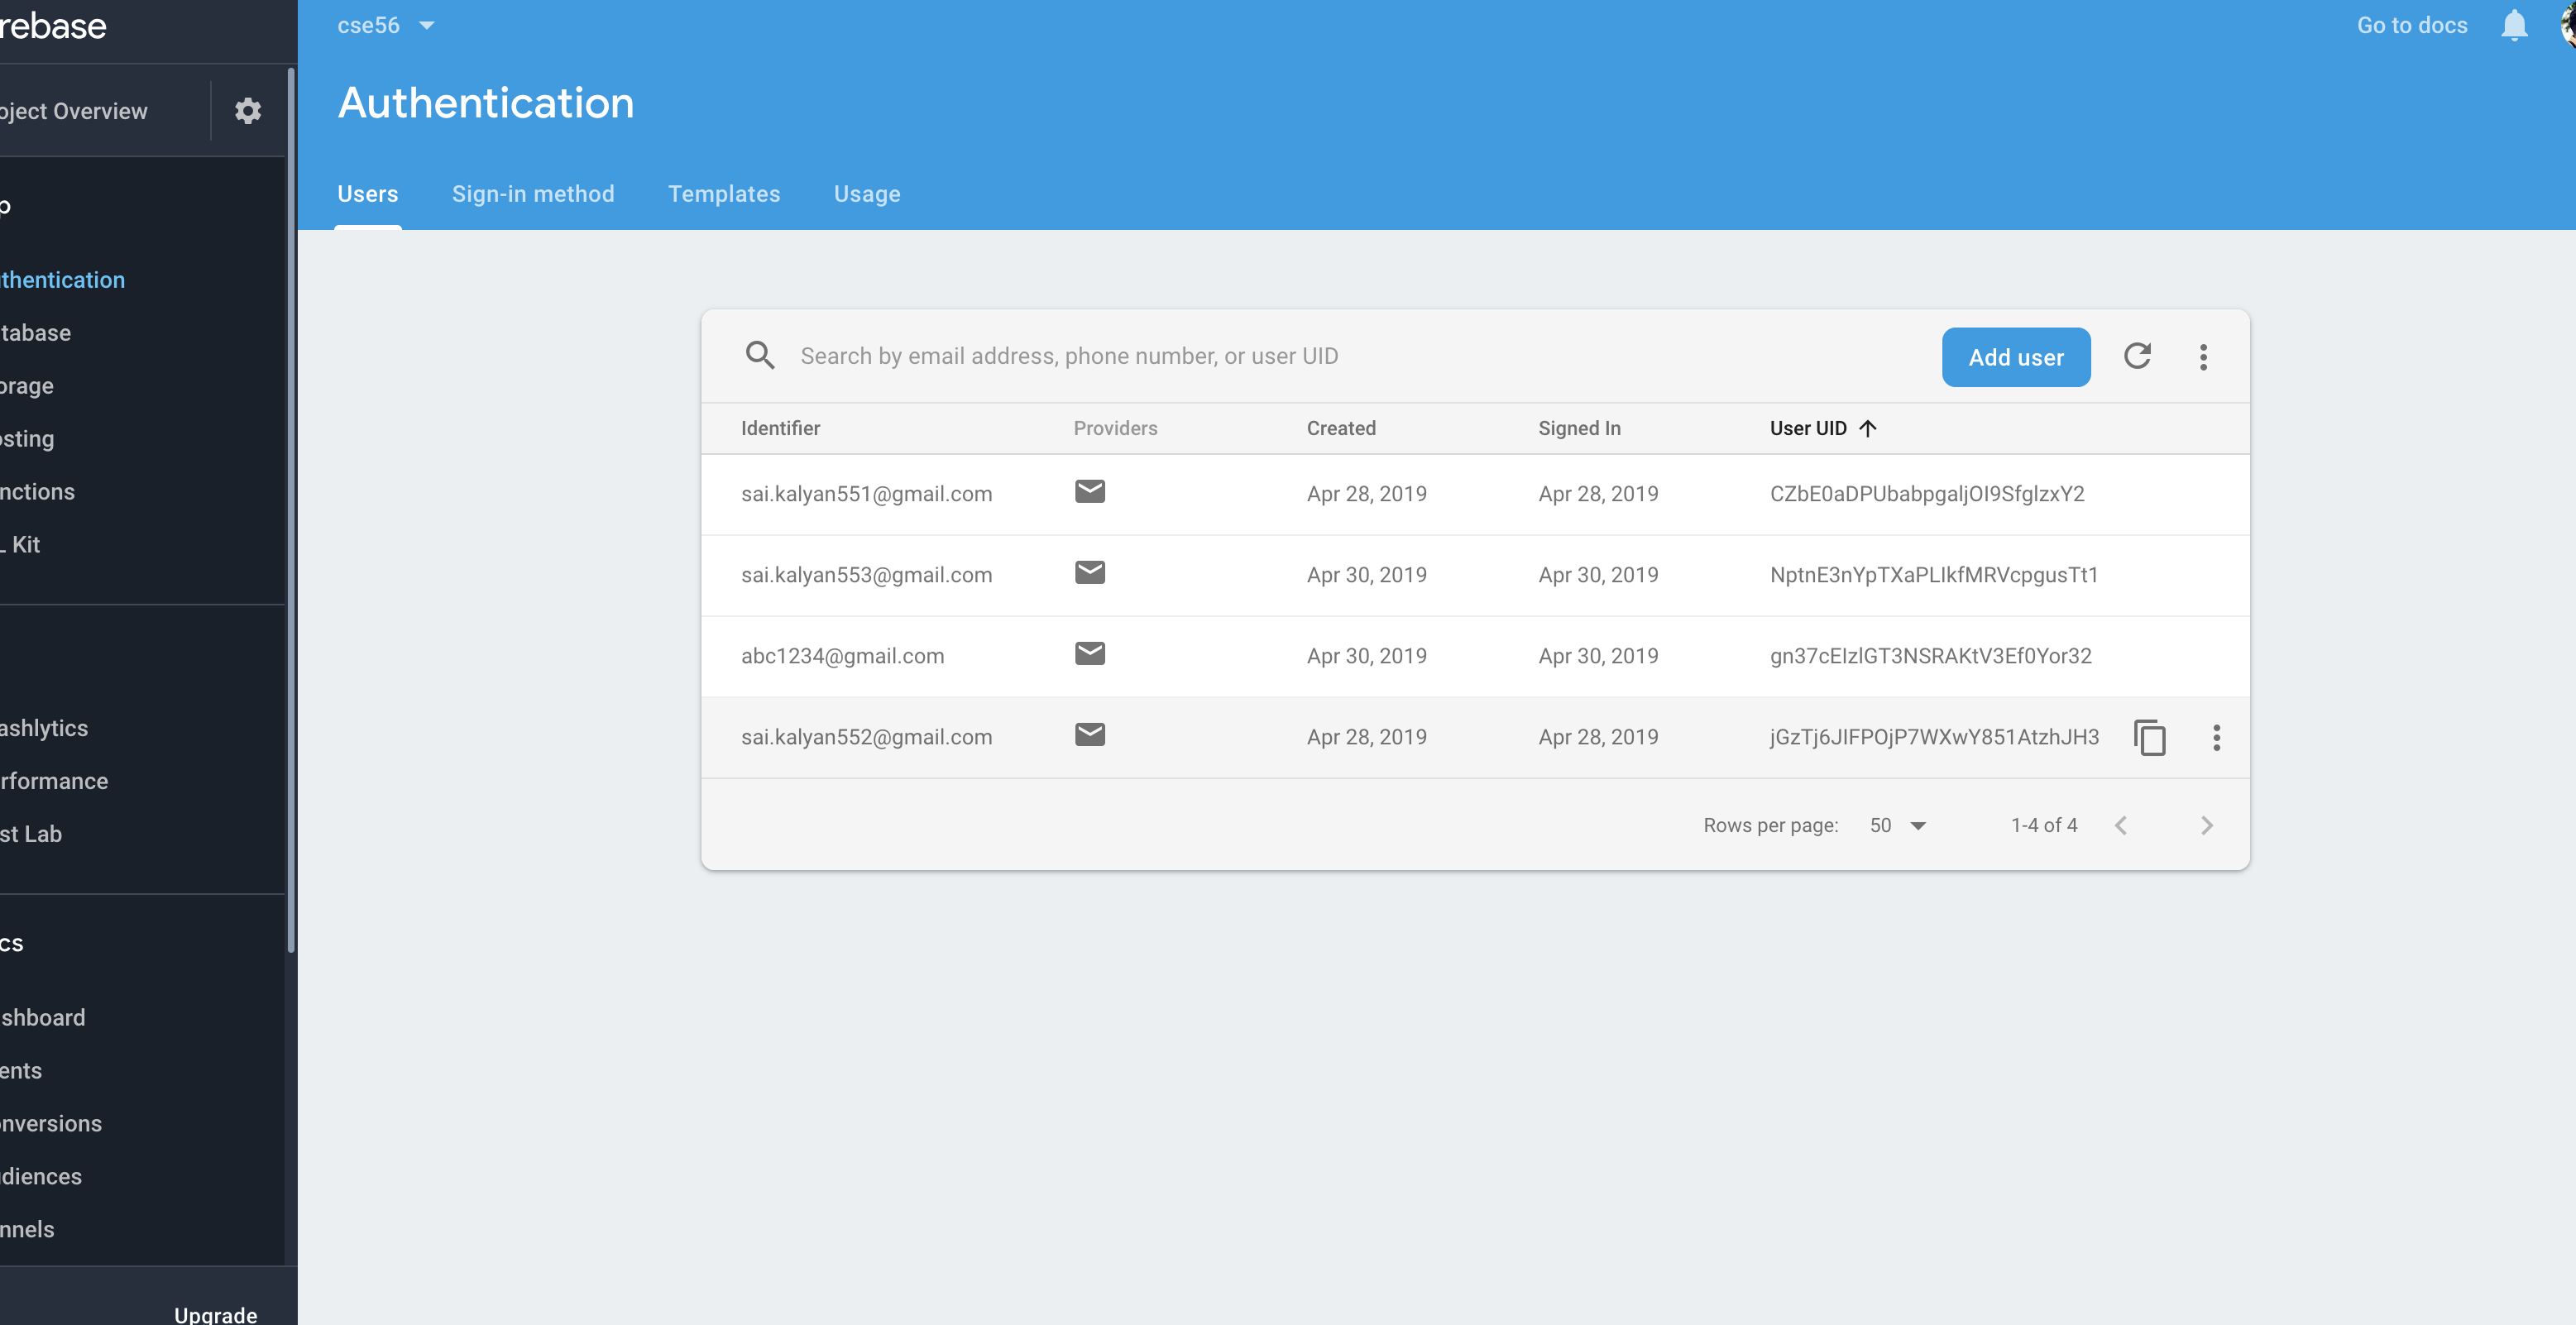 rebase
oject Overview
p
thentication
tabase
orage
osting
nctions
L Kit
ashlytics
rformance
st Lab
cs
shboard
ents
onversions
udiences
nnels
Upgrade
cse56
Go to docs
Authentication
Users Sign-in method Templates Usage
Search by email address, phone number, or user UID Add user
Identifier Providers Created Signed In User UID
sai.kalyan551@gmail.com Apr 28, 2019 Apr 28, 2019 CZbE0aDPUbabpgaljOI9SfglzxY2
sai.kalyan553@gmail.com Apr 30, 2019 Apr 30, 2019 NptnE3nYpTXaPLIkfMRVcpgusTt1
abc1234@gmail.com Apr 30, 2019 Apr 30, 2019 gn37cEIzlGT3NSRAKtV3Ef0Yor32
sai.kalyan552@gmail.com Apr 28, 2019 Apr 28, 2019 jGzTj6JIFPOjP7WXwY851AtzhJH3
Rows per page: 50 1-4 of 4